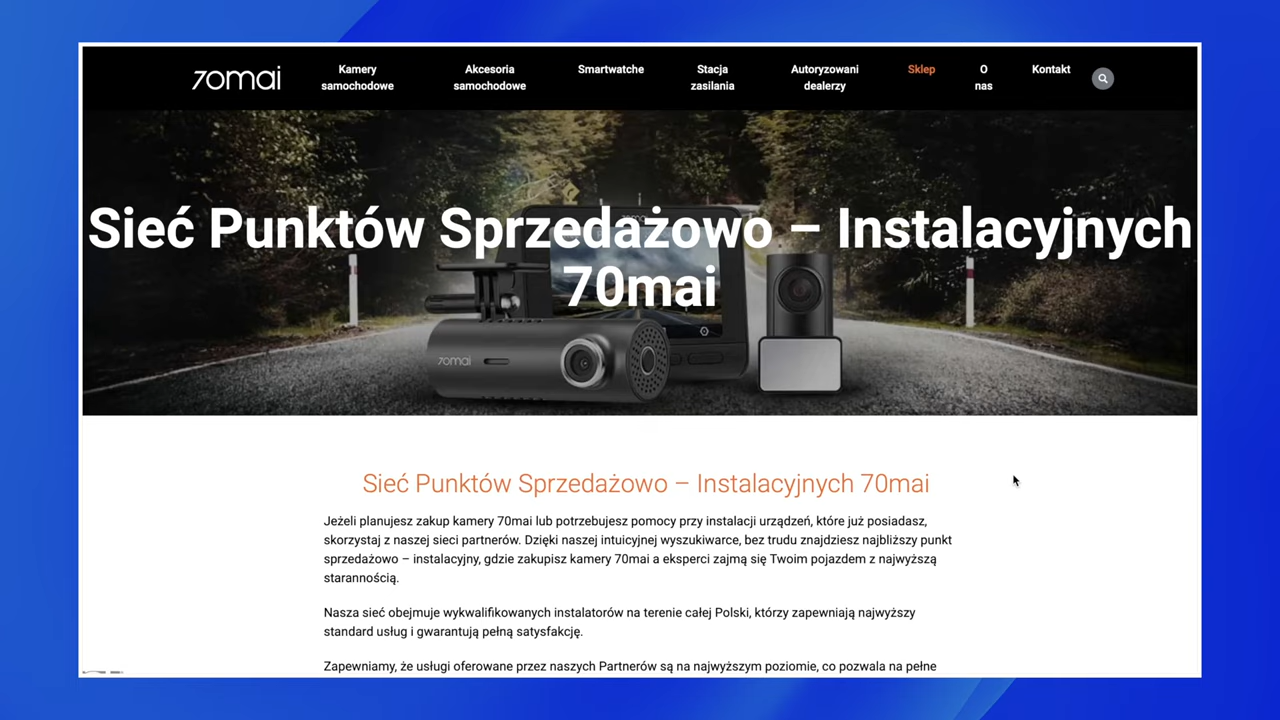 70mai
Kamery
samochodowe
Akcesoria
samochodowe
Smartwatche
Stacja
zasilania
Autoryzowani
dealerzy
Sklep
O
nas
Kontakt
Sieć Punktów Sprzedażowo – Instalacyjnych
70mai
70mai
Sieć Punktów Sprzedażowo – Instalacyjnych 70mai
Jeżeli planujesz zakup kamery 70mai lub potrzebujesz pomocy przy instalacji urządzeń, które już posiadasz,
skorzystaj z naszej sieci partnerów. Dzięki naszej intuicyjnej wyszukiwarce, bez trudu znajdziesz najbliższy punkt
sprzedażowo – instalacyjny, gdzie zakupisz kamery 70mai a eksperci zajmą się Twoim pojazdem z najwyższą
starannością.
Nasza sieć obejmuje wykwalifikowanych instalatorów na terenie całej Polski, którzy zapewniają najwyższy
standard usług i gwarantują pełną satysfakcję.
Zapewniamy, że usługi oferowane przez naszych Partnerów są na najwyższym poziomie, co pozwala na pełne